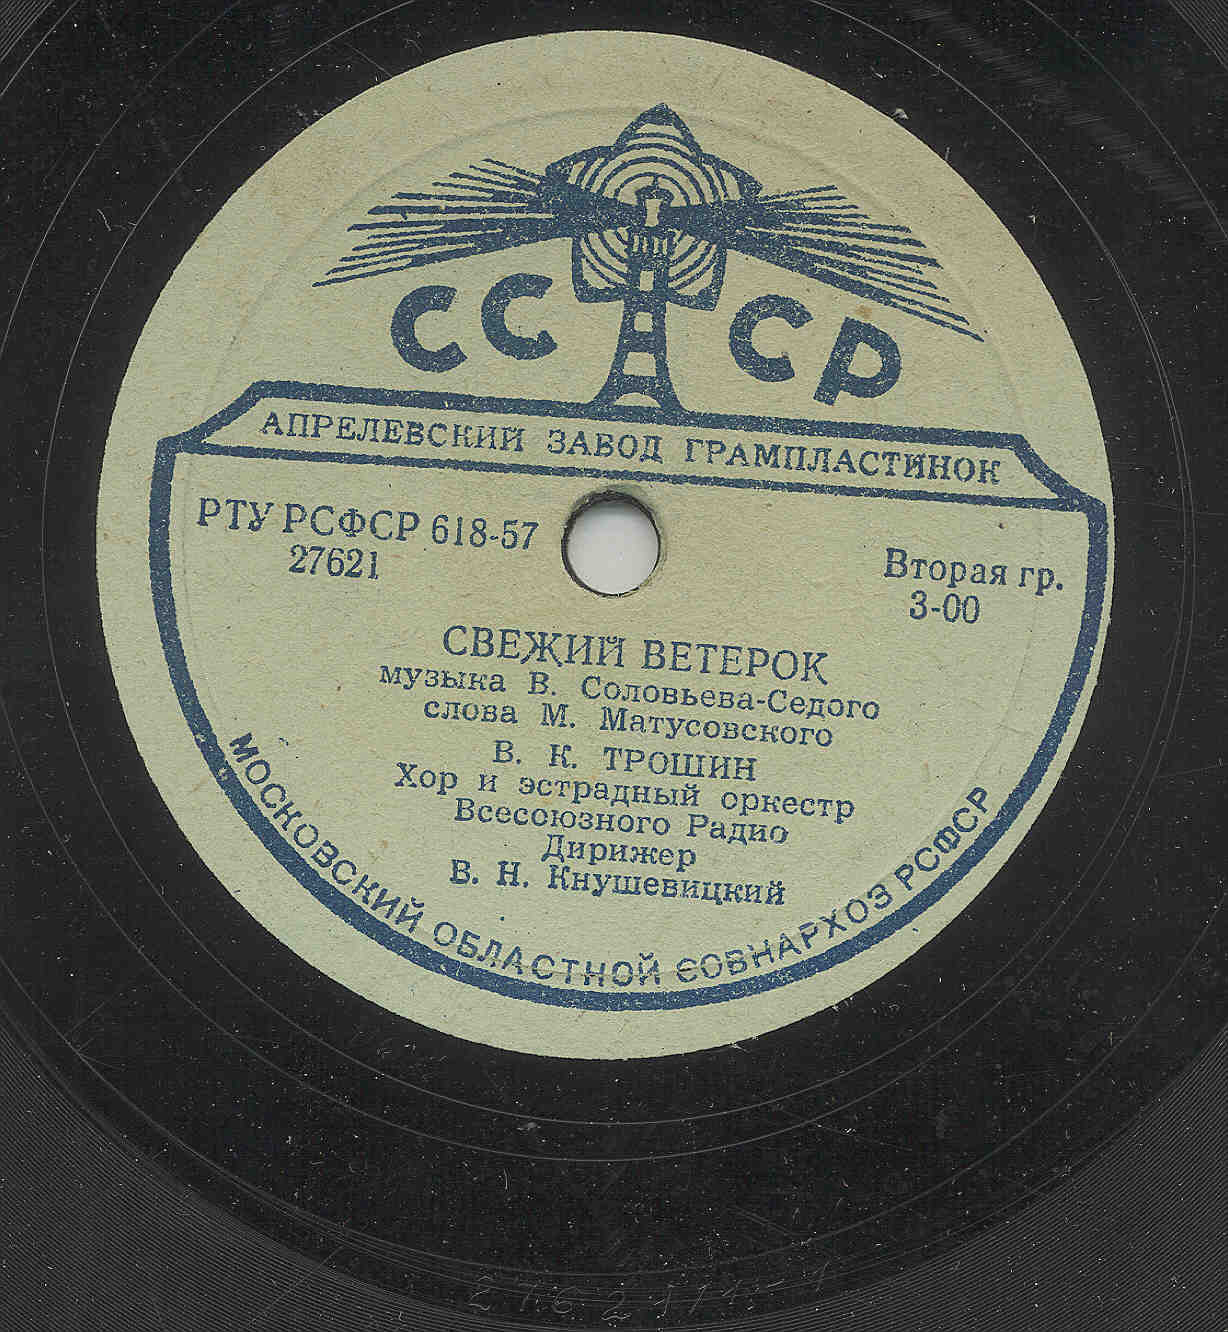 СССР
АПРЕЛЕВСКИЙ ЗАВОД ГРАМПЛАСТИНОК
РТУ РСФСР 618-57
27621
Вторая гр.
3-00
СВЕЖИЙ ВЕТЕРОК
музыка В. Соловьева-Седого
слова М. Матусовского
В. К. ТРОШИН
Хор и эстрадный оркестр
Всесоюзного Радио
Дирижер
В. Н. Кнушевицкий
МОСКОВСКИЙ ОБЛАСТНОЙ СОВНАРХОЗ РСФСР